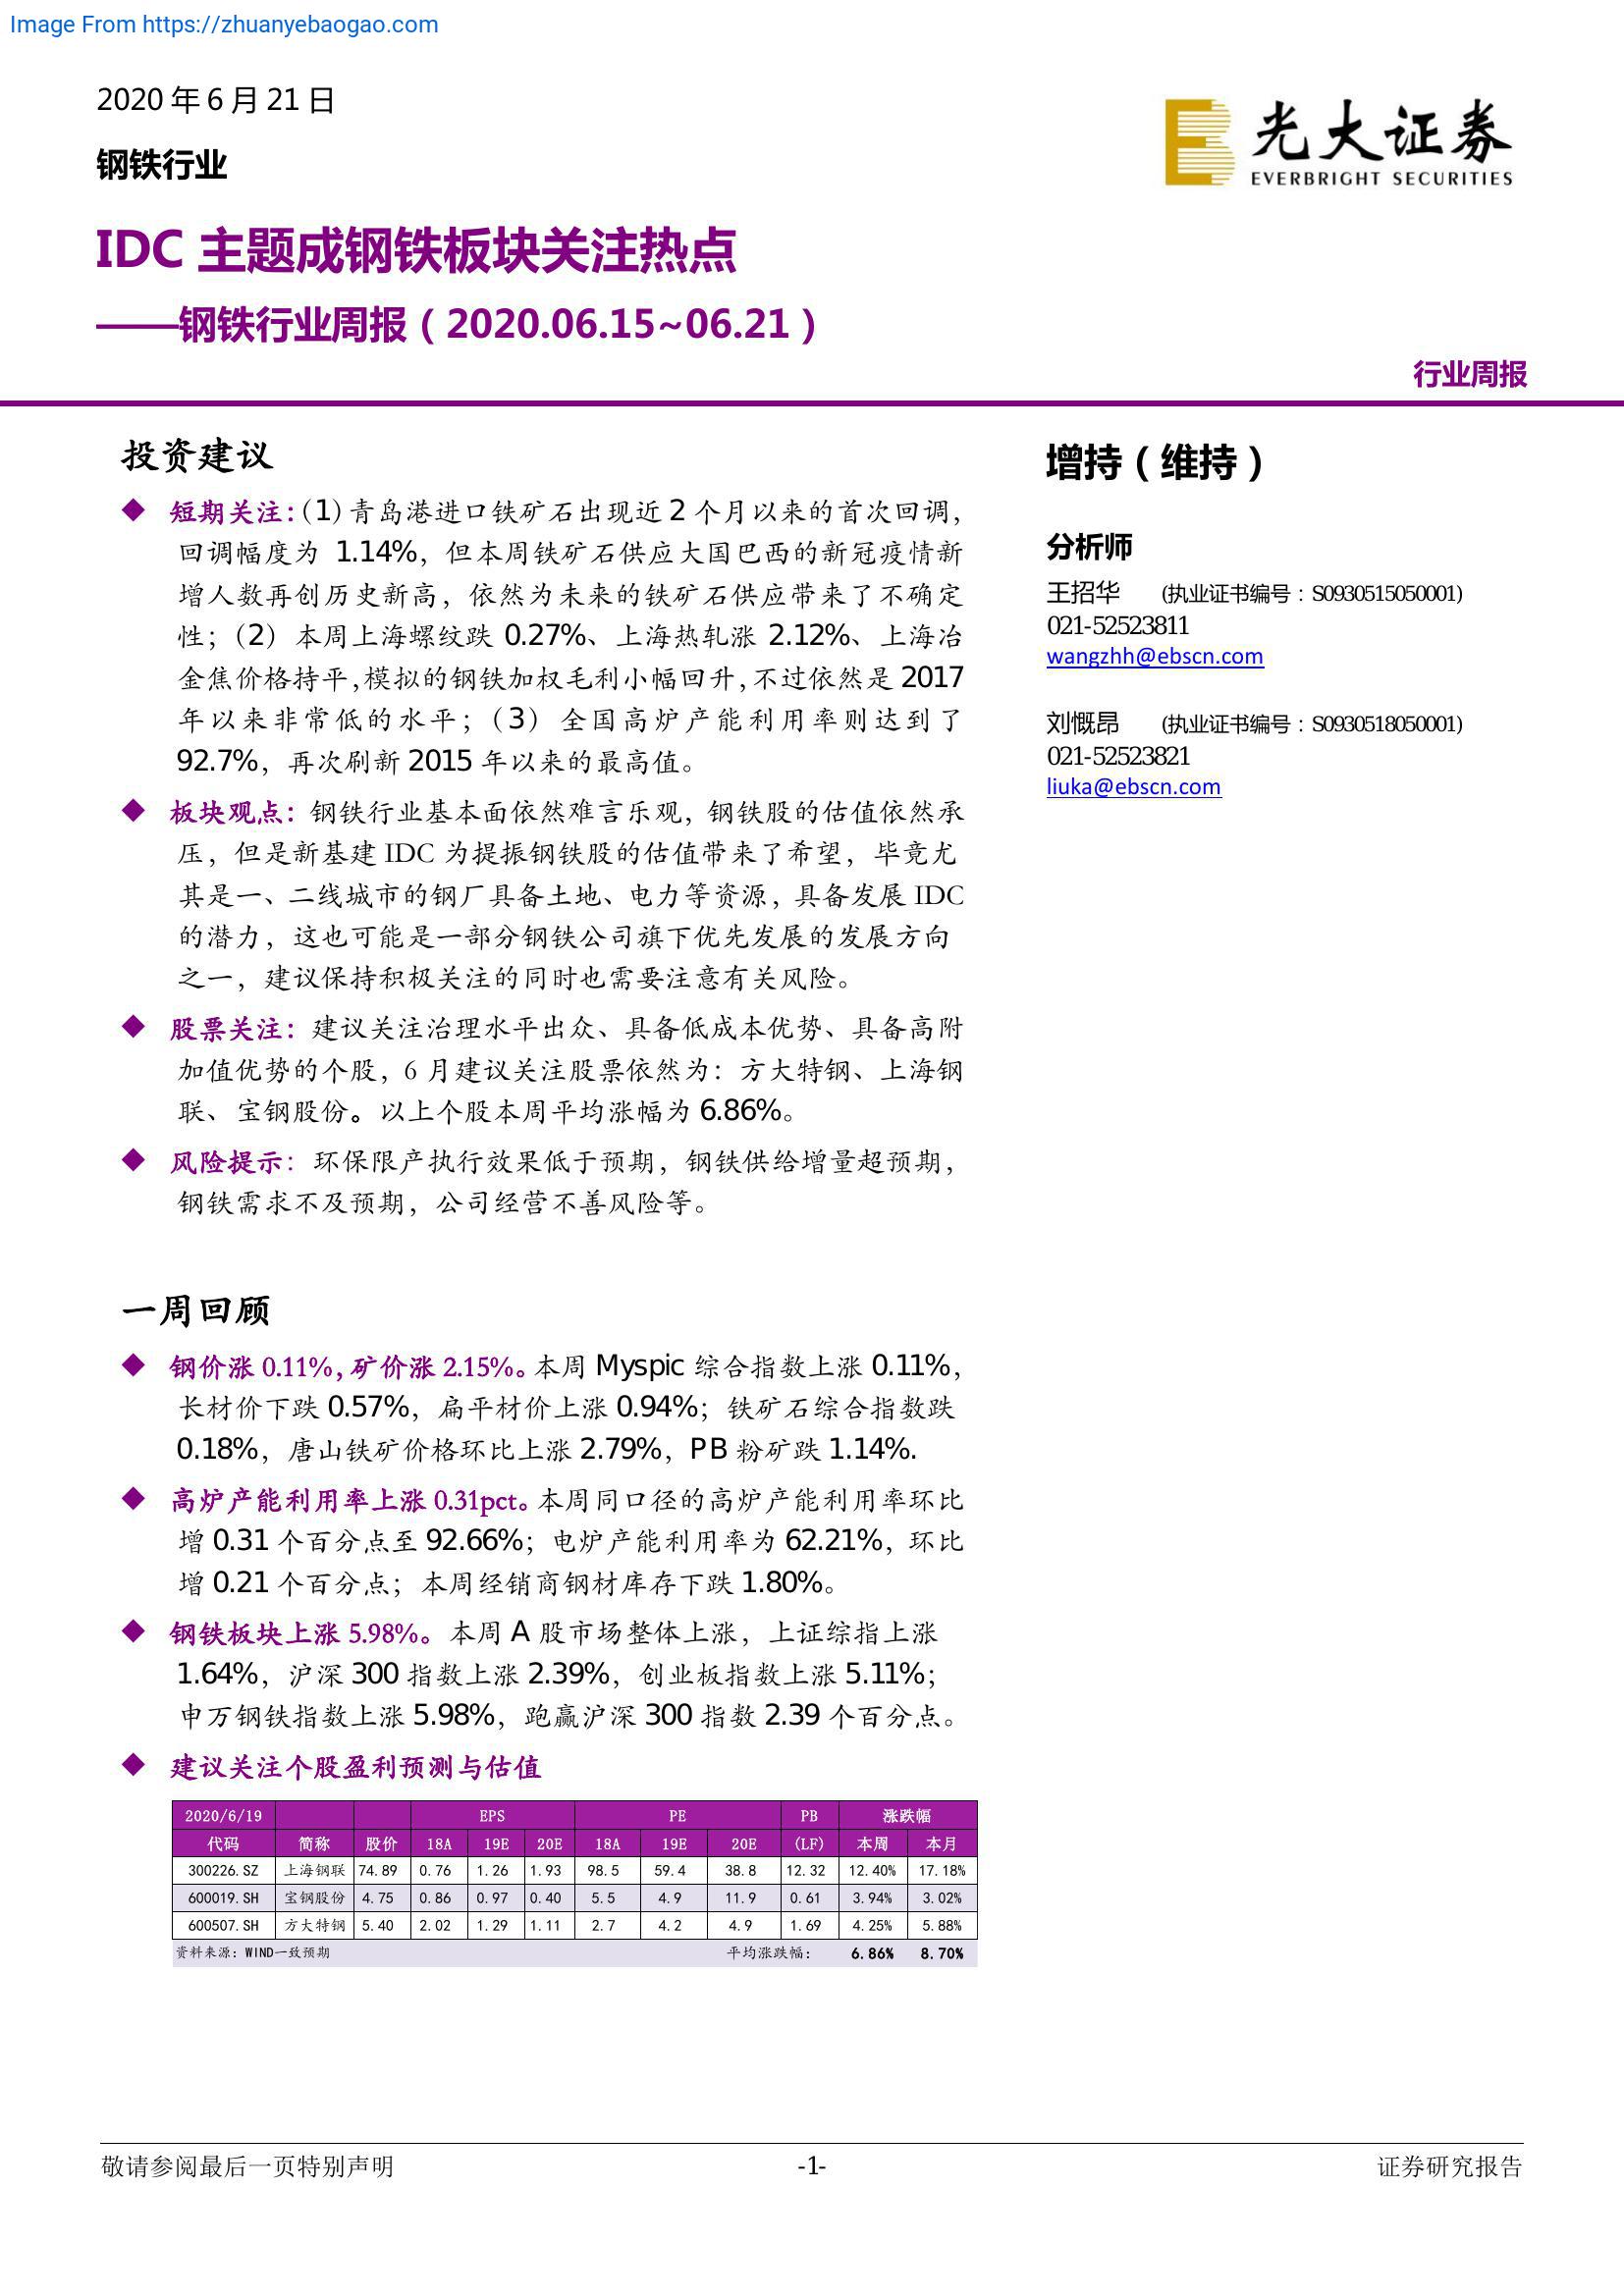 Image From https://zhuanyebaogao.com
2020 年 6 月 21 日
钢铁行业
光大证券
EVERBRIGHT SECURITIES
IDC 主题成钢铁板块关注热点
——钢铁行业周报（2020.06.15~06.21）
行业周报
投资建议
◆ 短期关注：（1）青岛港进口铁矿石出现近 2 个月以来的首次回调，
回调幅度为 1.14%，但本周铁矿石供应大国巴西的新冠疫情新
增人数再创历史新高，依然为未来的铁矿石供应带来了不确定
性；（2）本周上海螺纹跌 0.27%、上海热轧涨 2.12%、上海冶
金焦价格持平，模拟的钢铁加权毛利小幅回升，不过依然是 2017
年以来非常低的水平；（3）全国高炉产能利用率则达到了
92.7%，再次刷新 2015 年以来的最高值。
◆ 板块观点：钢铁行业基本面依然难言乐观，钢铁股的估值依然承
压，但是新基建 IDC 为提振钢铁股的估值带来了希望，毕竟尤
其是一、二线城市的钢厂具备土地、电力等资源，具备发展 IDC
的潜力，这也可能是一部分钢铁公司旗下优先发展的发展方向
之一，建议保持积极关注的同时也需要注意有关风险。
◆ 股票关注：建议关注治理水平出众、具备低成本优势、具备高附
加值优势的个股，6 月建议关注股票依然为：方大特钢、上海钢
联、宝钢股份。以上个股本周平均涨幅为 6.86%。
◆ 风险提示：环保限产执行效果低于预期，钢铁供给增量超预期，
钢铁需求不及预期，公司经营不善风险等。
一周回顾
◆ 钢价涨 0.11%，矿价涨 2.15%。本周 Myspic 综合指数上涨 0.11%，
长材价下跌 0.57%，扁平材价上涨 0.94%；铁矿石综合指数跌
0.18%，唐山铁矿价格环比上涨 2.79%，PB 粉矿跌 1.14%.
◆ 高炉产能利用率上涨 0.31pct。本周同口径的高炉产能利用率环比
增 0.31 个百分点至 92.66%；电炉产能利用率为 62.21%，环比
增 0.21 个百分点；本周经销商钢材库存下跌 1.80%。
◆ 钢铁板块上涨 5.98%。本周 A 股市场整体上涨，上证综指上涨
1.64%，沪深 300 指数上涨 2.39%，创业板指数上涨 5.11%；
申万钢铁指数上涨 5.98%，跑赢沪深 300 指数 2.39 个百分点。
◆ 建议关注个股盈利预测与估值
2020/6/19 EPS PE PB 涨跌幅
代码 简称 股价 18A 19E 20E 18A 19E 20E (LF) 本周 本月
300226.SZ 上海钢联 74.89 0.76 1.26 1.93 98.5 59.4 38.8 12.32 12.40% 17.18%
600019.SH 宝钢股份 4.75 0.86 0.97 0.40 5.5 4.9 11.9 0.61 3.94% 3.02%
600507.SH 方大特钢 5.40 2.02 1.29 1.11 2.7 4.2 4.9 1.69 4.25% 5.88%
资料来源：WIND一致预期 平均涨跌幅： 6.86% 8.70%
增持（维持）
分析师
王招华 (执业证书编号：S0930515050001)
021-52523811
wangzhh@ebscn.com
刘慨昂 (执业证书编号：S0930518050001)
021-52523821
liuka@ebscn.com
敬请参阅最后一页特别声明 -1- 证券研究报告